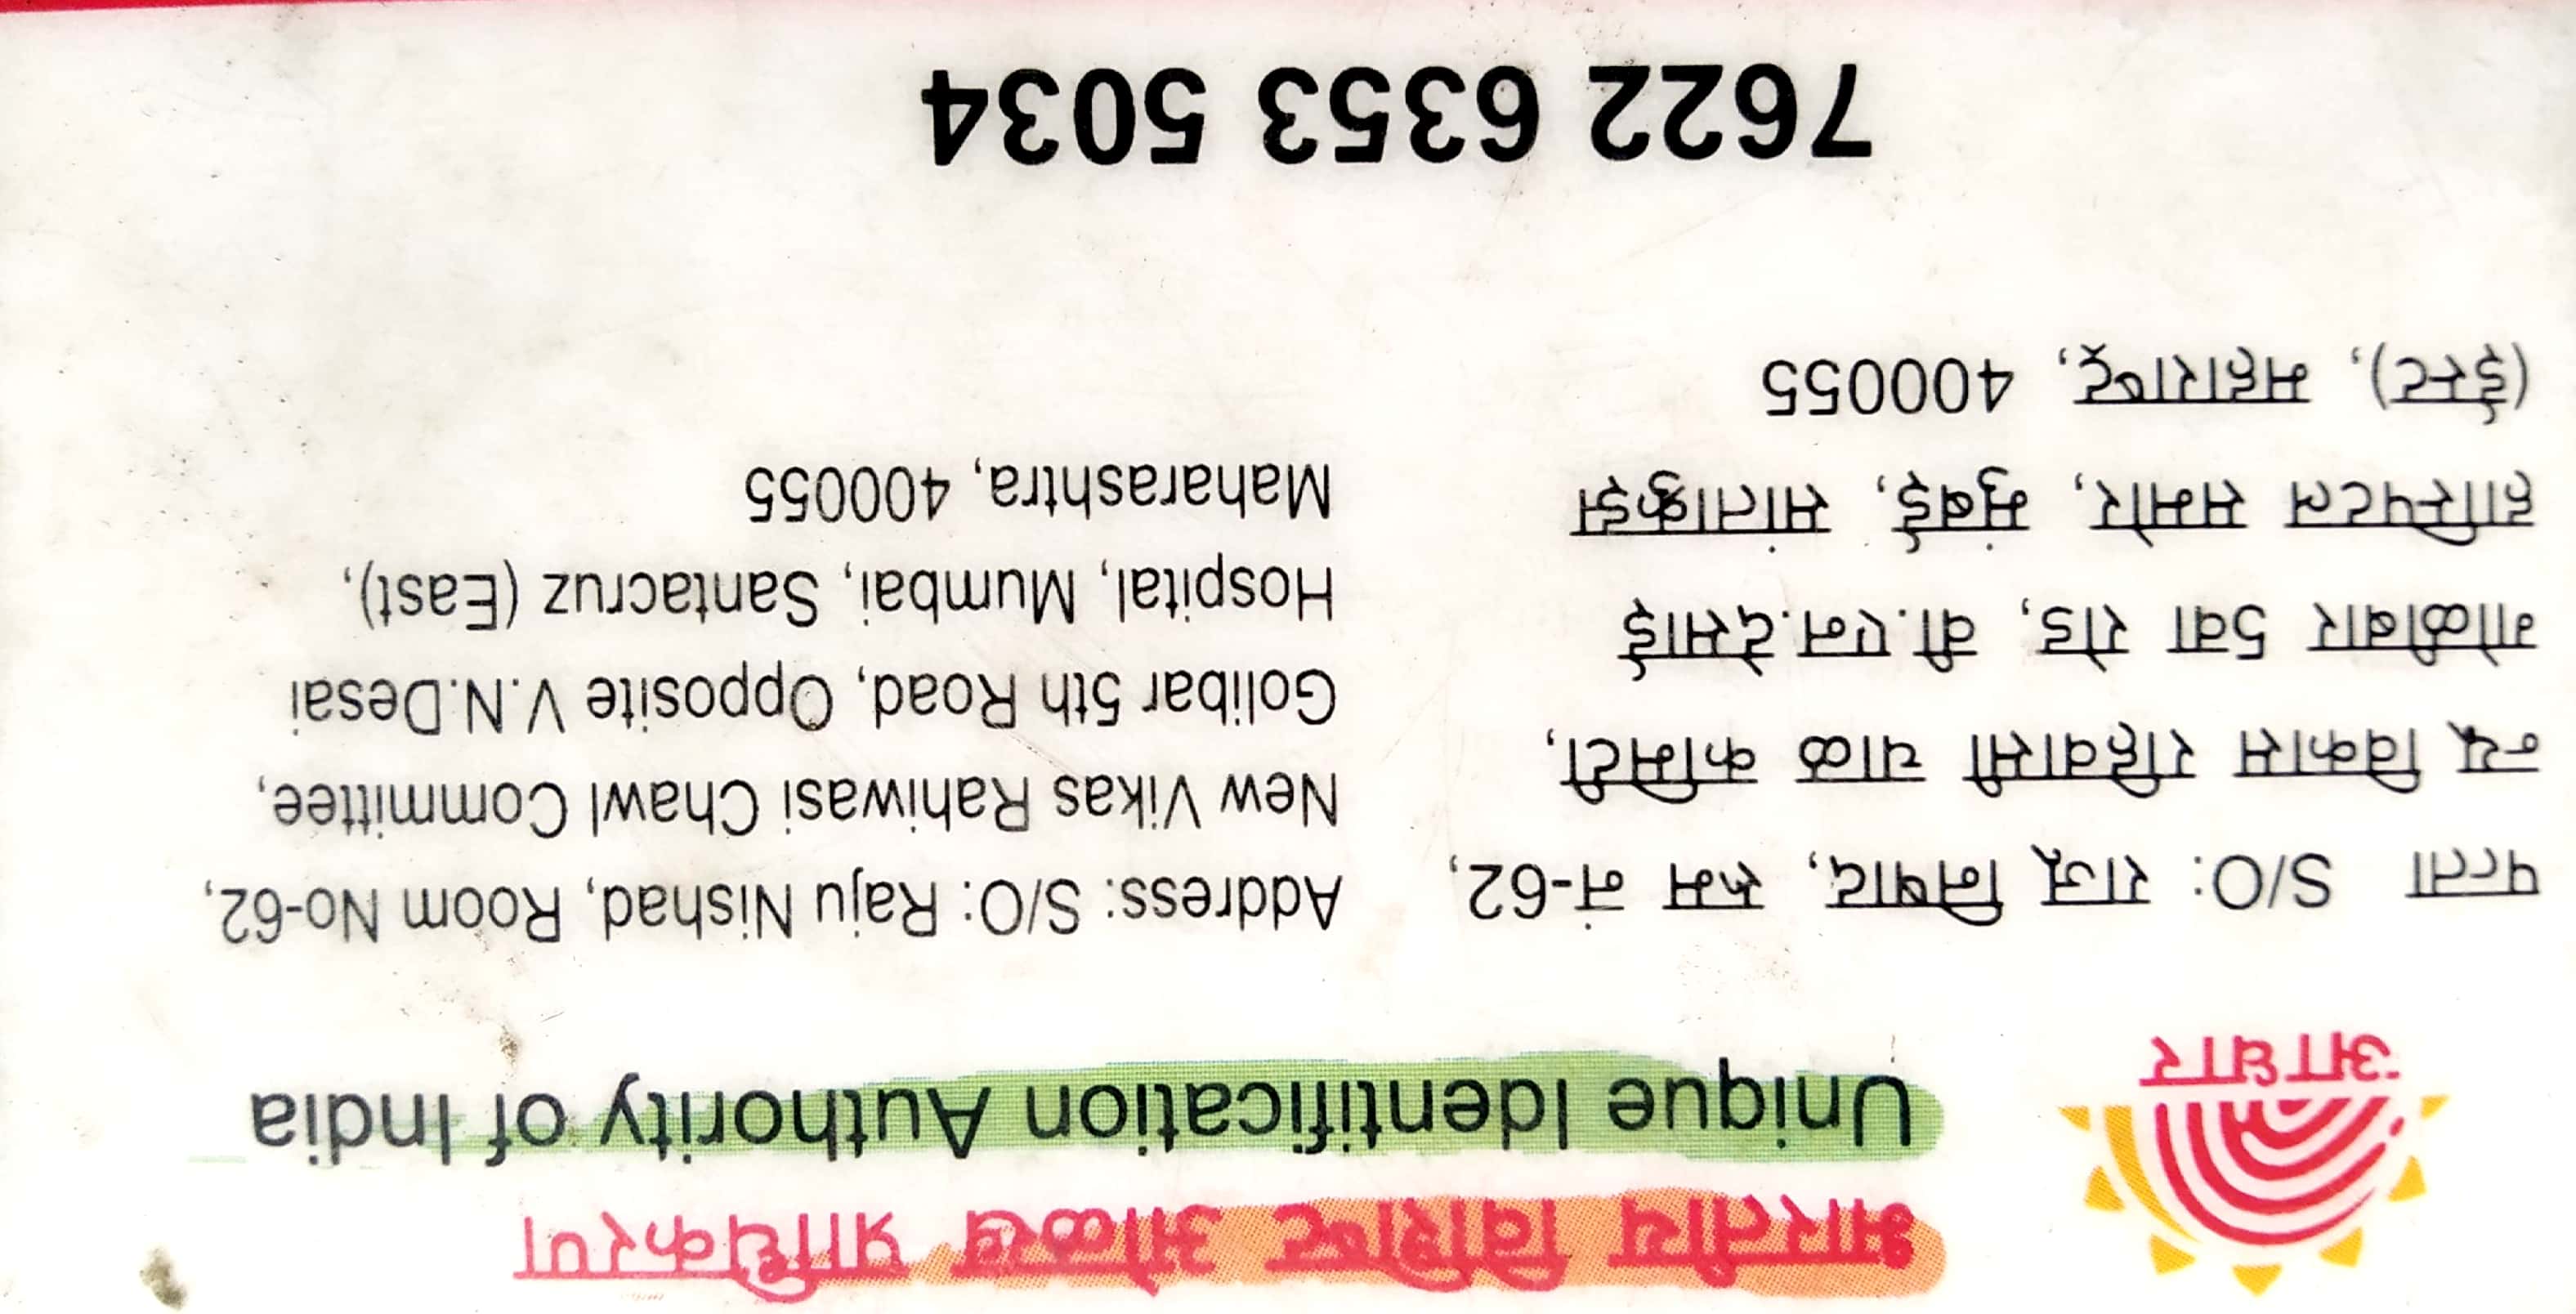 भारतीय विशिष्ट ओळख प्राधिकरण
Unique Identification Authority of India
आधार
पत्ता S/O: राजू निषाद, रूम नं-62,
न्यू विकास रहिवासी चाळ कमिटी,
गोळीबार 5वा रोड, वी.एन.देसाई
हास्पिटल समोर, मुंबई, सांताक्रुझ
(ईस्ट), महाराष्ट्र, 400055
Address: S/O: Raju Nishad, Room No-62,
New Vikas Rahiwasi Chawl Committee,
Golibar 5th Road, Opposite V.N.Desai
Hospital, Mumbai, Santacruz (East),
Maharashtra, 400055
7622 6353 5034